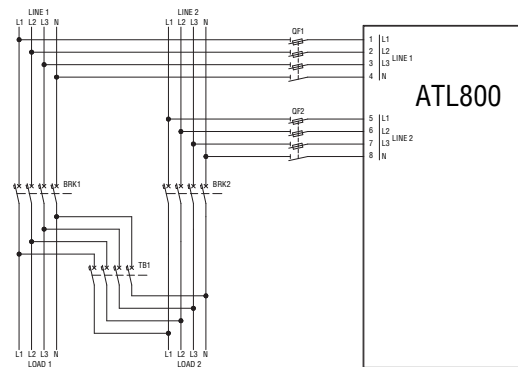 LINE 1
L1 L2 L3 N
LINE 2
L1 L2 L3 N
QF1
1 L1
2 L2
3 L3
4 N
LINE 1
ATL800
QF2
5 L1
6 L2
7 L3
8 N
LINE 2
BRK1
BRK2
TB1
L1 L2 L3 N
LOAD 1
L1 L2 L3 N
LOAD 2